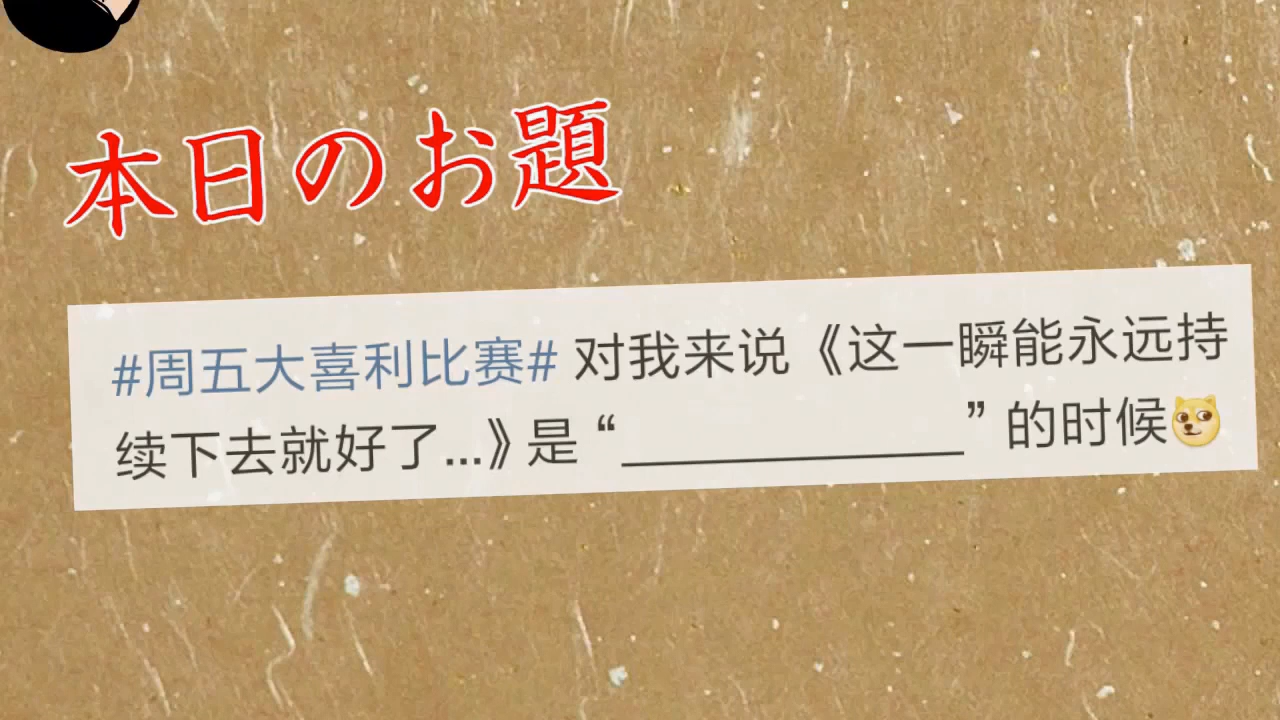 本日のお題
#周五大喜利比赛# 对我来说《这一瞬能永远持
续下去就好了...》是“____________”的时候